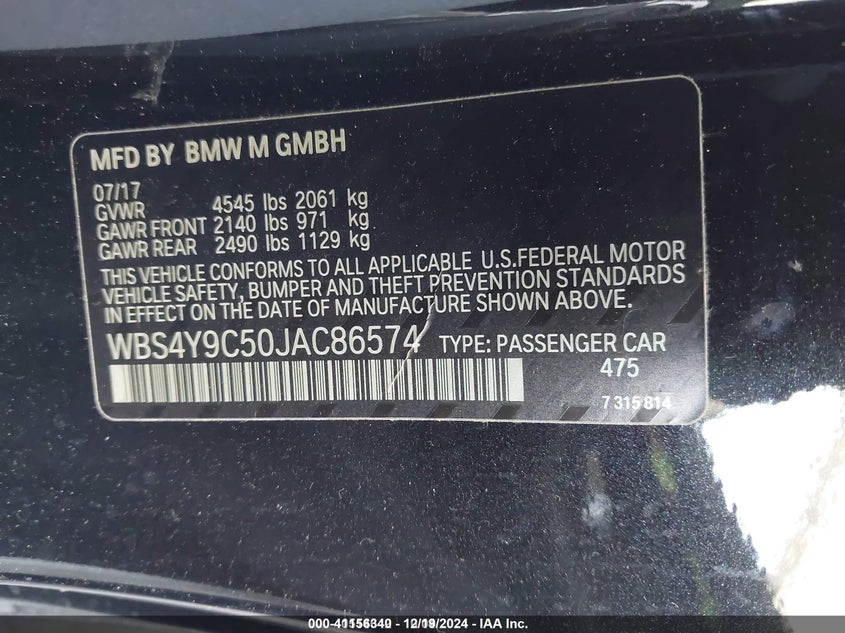 MFD BY BMW M GMBH
07/17
GVWR 4545 lbs 2061 kg
GAWR FRONT 2140 lbs 971 kg
GAWR REAR 2490 lbs 1129 kg
THIS VEHICLE CONFORMS TO ALL APPLICABLE U.S.FEDERAL MOTOR
VEHICLE SAFETY, BUMPER AND THEFT PREVENTION STANDARDS
IN EFFECT ON THE DATE OF MANUFACTURE SHOWN ABOVE.
WBS4Y9C50JAC86574 TYPE: PASSENGER CAR
475
7 315 814
000-41156340 - 12/19/2024 - IAA Inc.